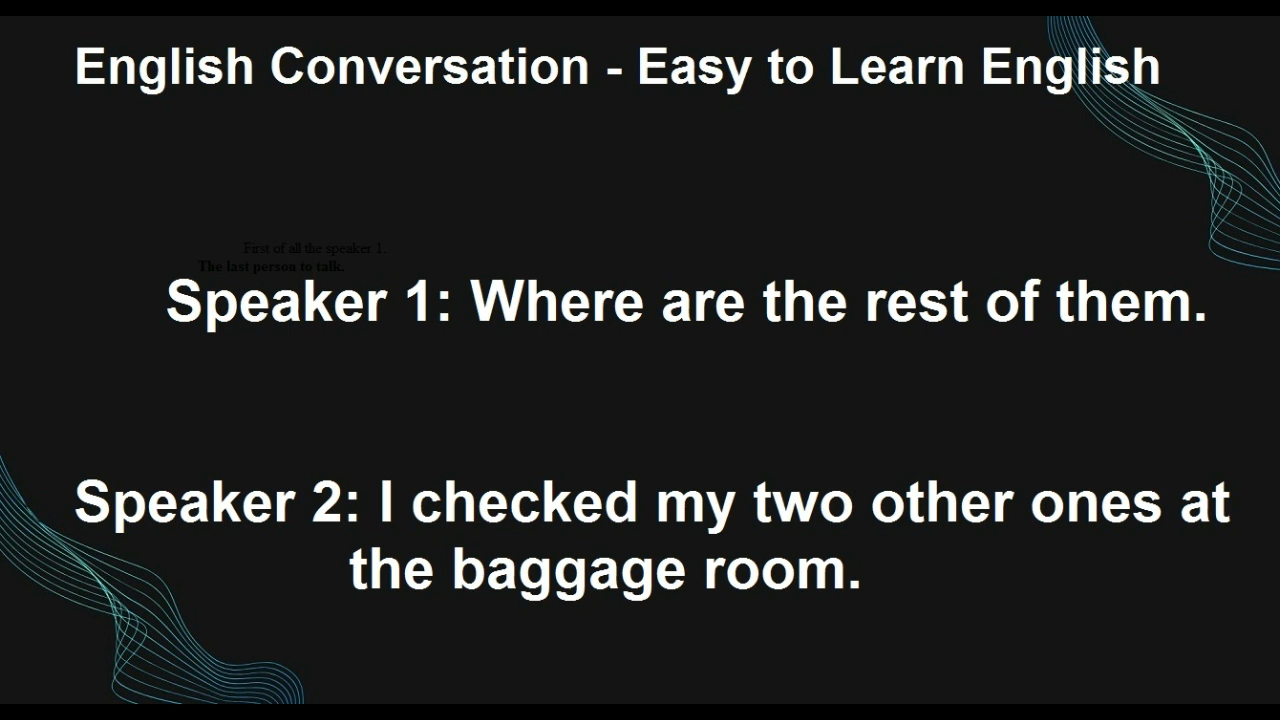 English Conversation - Easy to Learn English
First of all the speaker 1.
The last person to talk.
Speaker 1: Where are the rest of them.
Speaker 2: I checked my two other ones at
the baggage room.